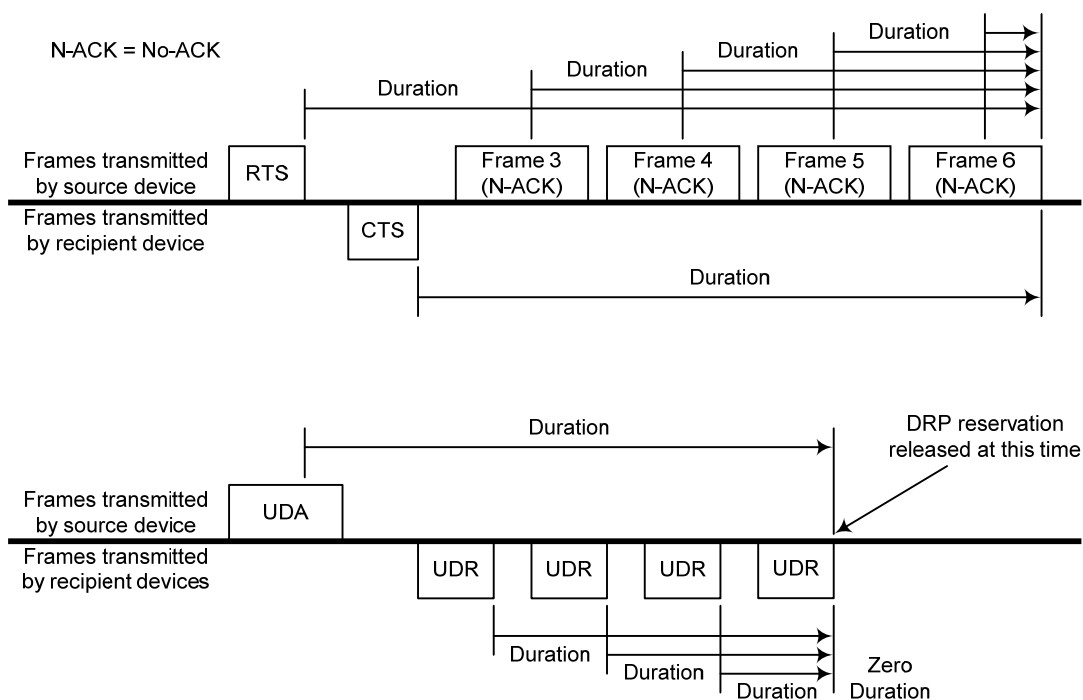 N-ACK = No-ACK
Duration
Duration
Duration
Duration
Frames transmitted
by source device
RTS
Frame 3
(N-ACK)
Frame 4
(N-ACK)
Frame 5
(N-ACK)
Frame 6
(N-ACK)
Frames transmitted
by recipient device
CTS
Duration
Duration
DRP reservation
released at this time
Frames transmitted
by source device
UDA
Frames transmitted
by recipient devices
UDR
UDR
UDR
UDR
Duration
Duration
Duration
Zero
Duration